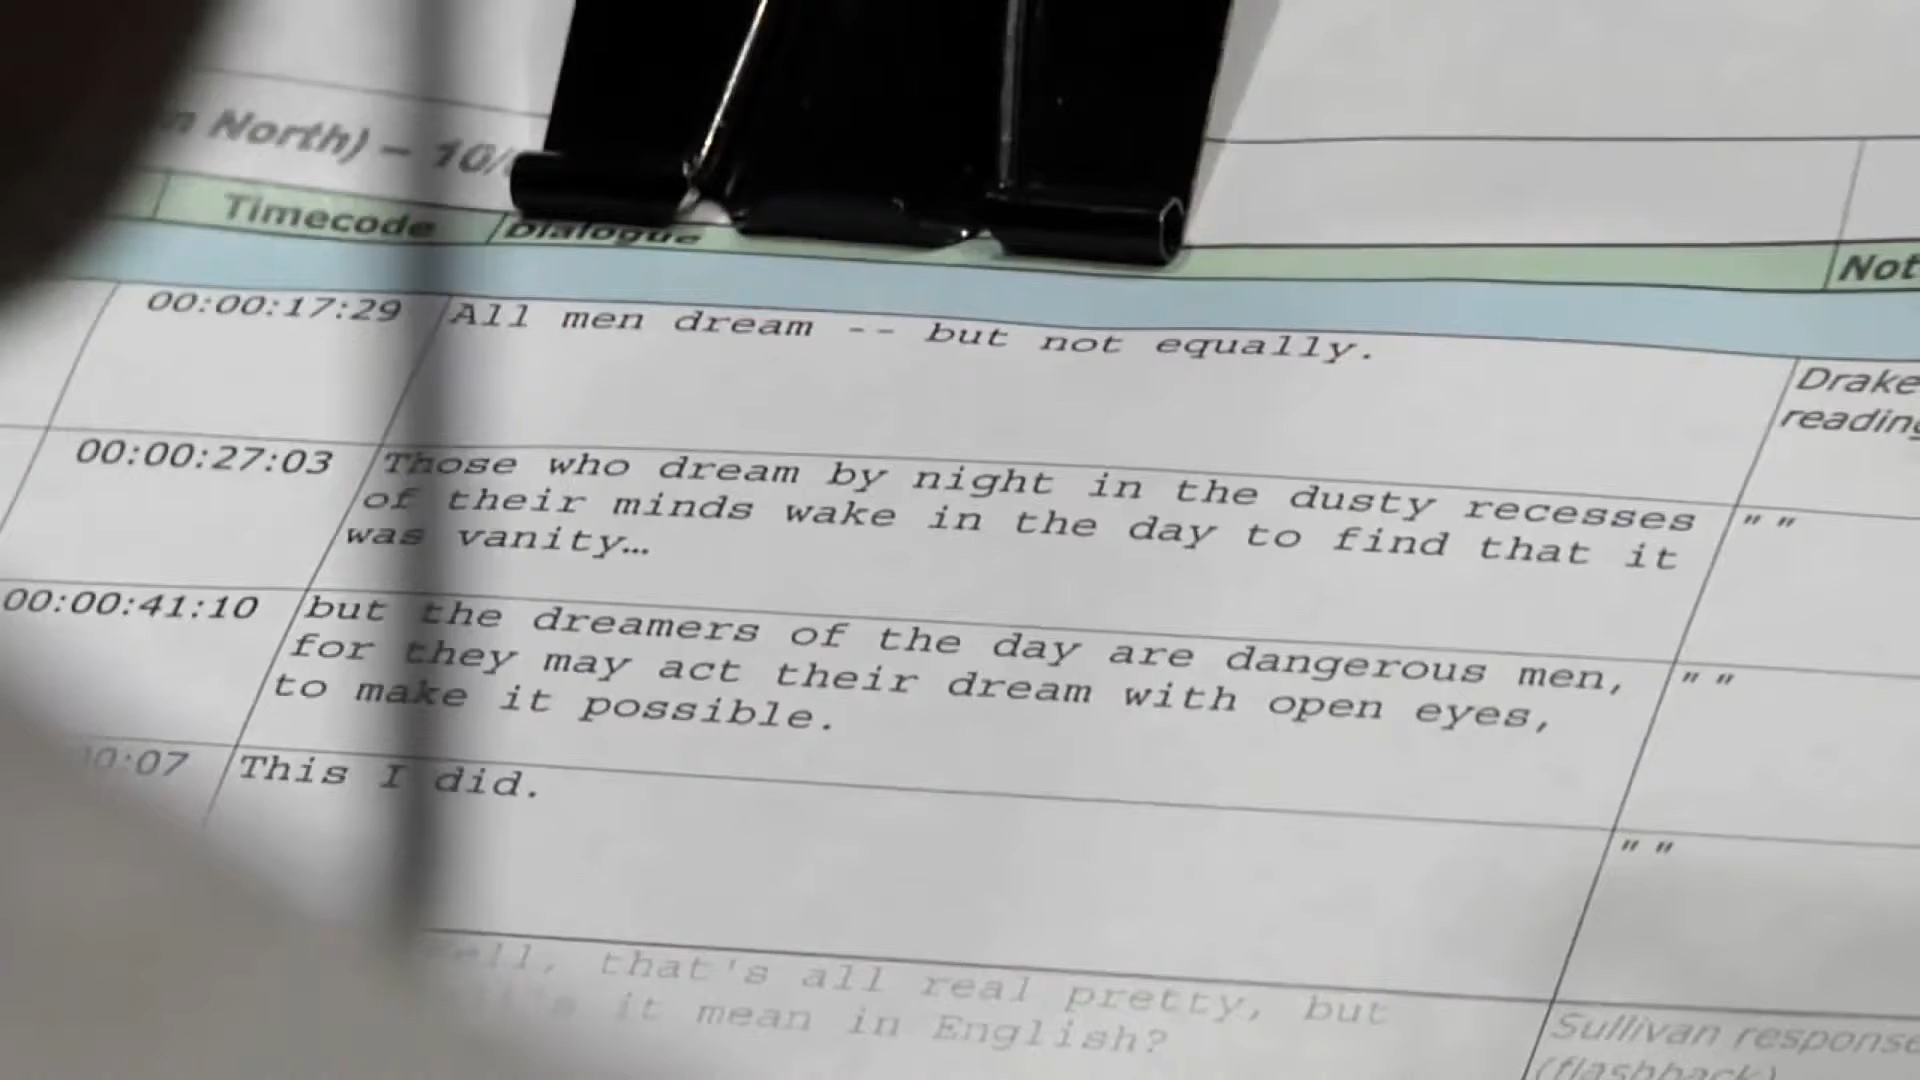 North) – 10/
Timecode Dialogue Not
00:00:17:29 All men dream -- but not equally. Drake
reading
00:00:27:03 Those who dream by night in the dusty recesses " "
of their minds wake in the day to find that it
was vanity…
00:00:41:10 but the dreamers of the day are dangerous men, " "
for they may act their dream with open eyes,
to make it possible.
0:07 This I did. " "
Well, that's all real pretty, but
it mean in English? Sullivan response
(flashback)